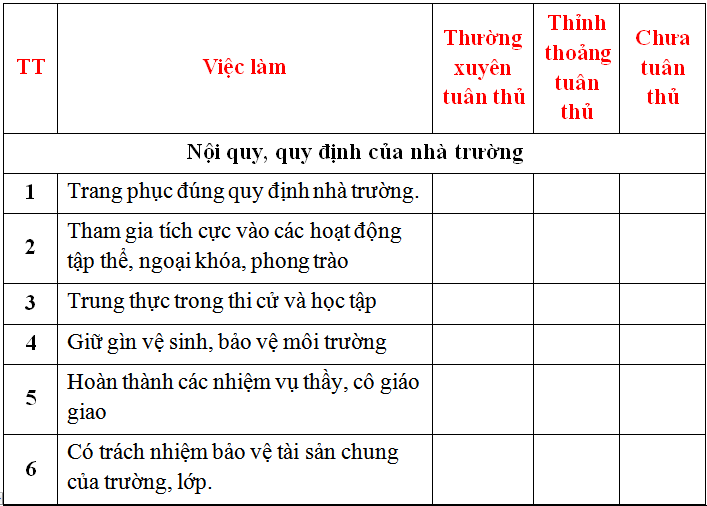 TT
Việc làm
Thường
xuyên
tuân thủ
Thỉnh
thoảng
tuân
thủ
Chưa
tuân
thủ
Nội quy, quy định của nhà trường
1
Trang phục đúng quy định nhà trường.
2
Tham gia tích cực vào các hoạt động
tập thể, ngoại khóa, phong trào
3
Trung thực trong thi cử và học tập
4
Giữ gìn vệ sinh, bảo vệ môi trường
5
Hoàn thành các nhiệm vụ thầy, cô giáo
giao
6
Có trách nhiệm bảo vệ tài sản chung
của trường, lớp.